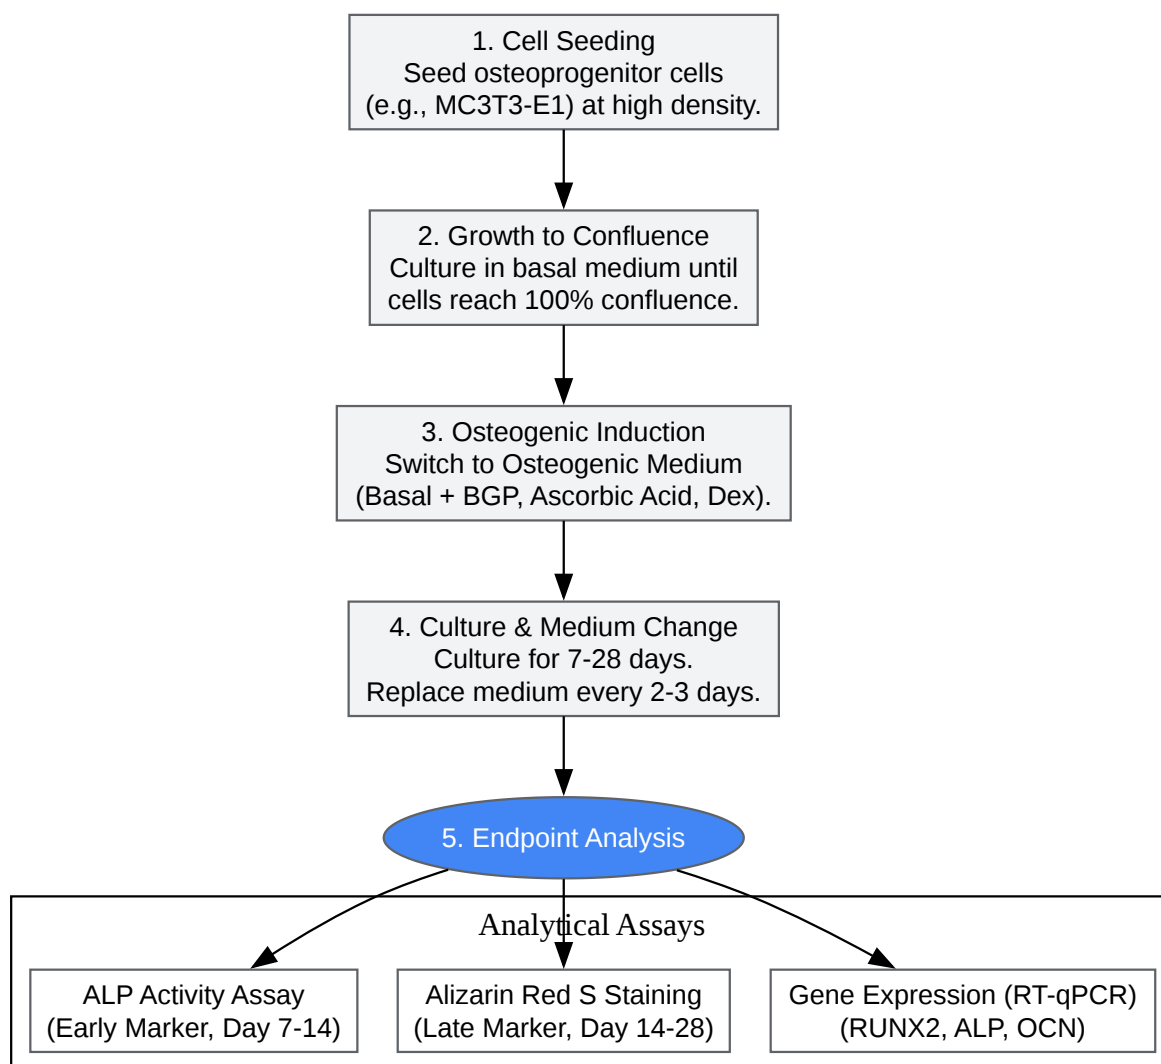 1. Cell Seeding
Seed osteoprogenitor cells
(e.g., MC3T3-E1) at high density.
2. Growth to Confluence
Culture in basal medium until
cells reach 100% confluence.
3. Osteogenic Induction
Switch to Osteogenic Medium
(Basal + BGP, Ascorbic Acid, Dex).
4. Culture & Medium Change
Culture for 7-28 days.
Replace medium every 2-3 days.
5. Endpoint Analysis
Analytical Assays
ALP Activity Assay
(Early Marker, Day 7-14)
Alizarin Red S Staining
(Late Marker, Day 14-28)
Gene Expression (RT-qPCR)
(RUNX2, ALP, OCN)